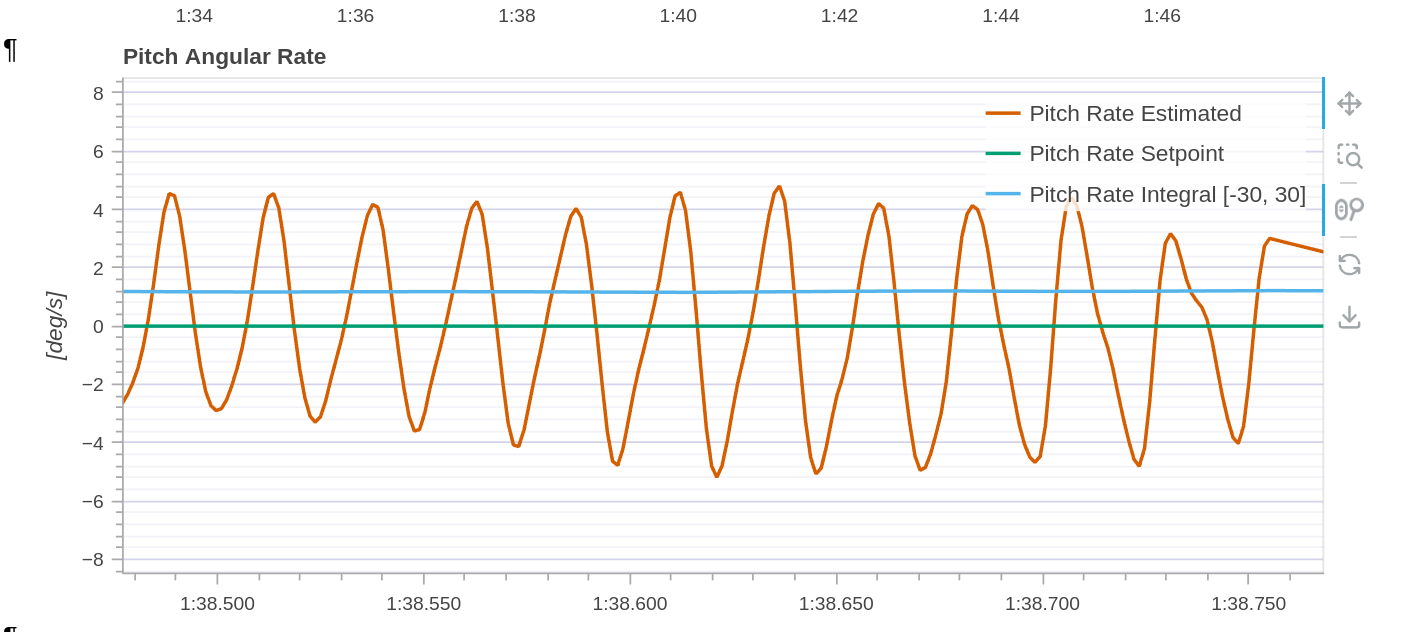 1:34 1:36 1:38 1:40 1:42 1:44 1:46
¶
Pitch Angular Rate
Pitch Rate Estimated
Pitch Rate Setpoint
Pitch Rate Integral [-30, 30]
[deg/s]
8
6
4
2
0
−2
−4
−6
−8
1:38.500 1:38.550 1:38.600 1:38.650 1:38.700 1:38.750
¶